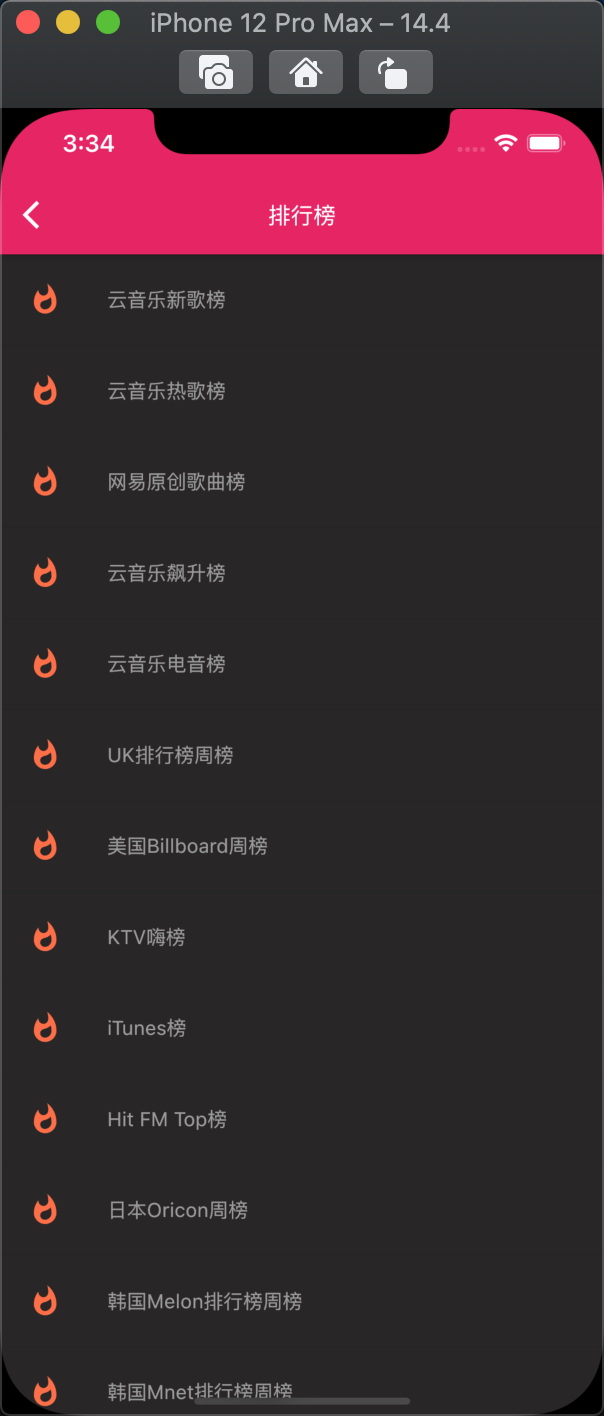 iPhone 12 Pro Max – 14.4
3:34
排行榜
云音乐新歌榜
云音乐热歌榜
网易原创歌曲榜
云音乐飙升榜
云音乐电音榜
UK排行榜周榜
美国Billboard周榜
KTV嗨榜
iTunes榜
Hit FM Top榜
日本Oricon周榜
韩国Melon排行榜周榜
韩国Mnet排行榜周榜